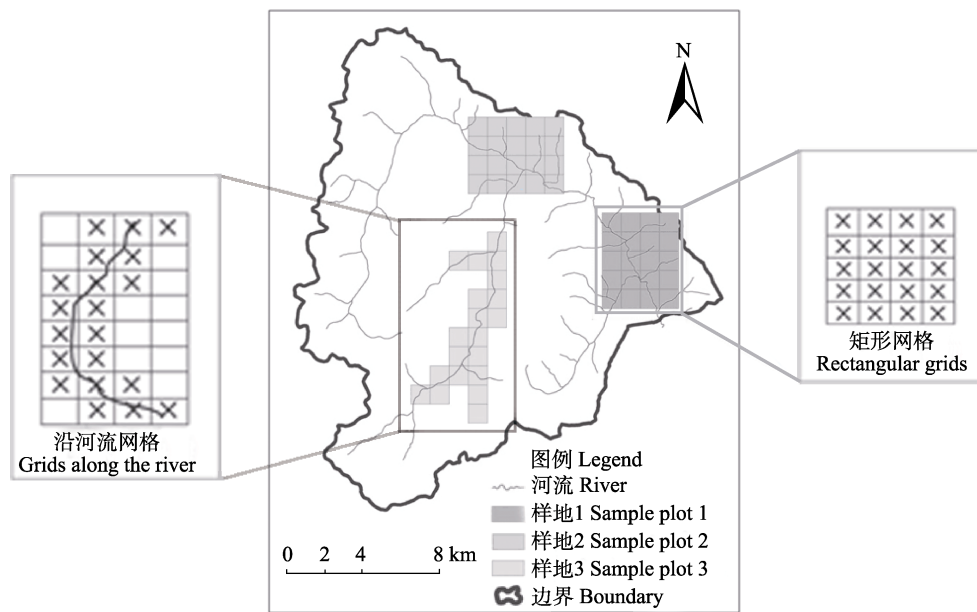 N
沿河流网格
Grids along the river
矩形网格
Rectangular grids
图例 Legend
河流 River
样地1 Sample plot 1
样地2 Sample plot 2
样地3 Sample plot 3
边界 Boundary
0 2 4 8 km